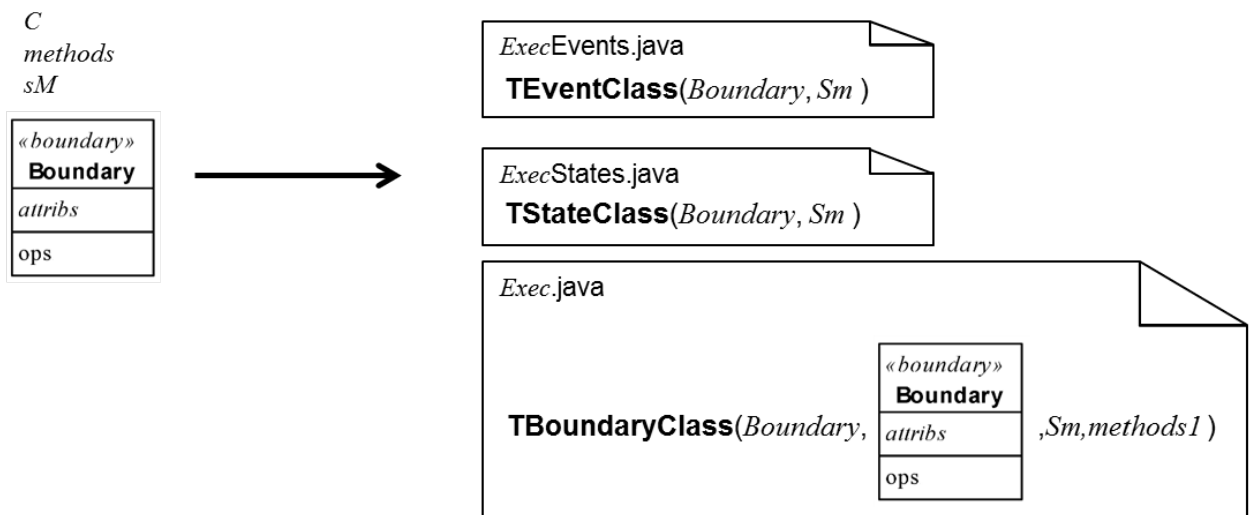 C
methods
sM
«boundary»
Boundary
attribs
ops
ExecEvents.java
TEventClass(Boundary, Sm )
ExecStates.java
TStateClass(Boundary, Sm )
Exec.java
TBoundaryClass(Boundary,
«boundary»
Boundary
attribs
ops
,Sm,methods1 )